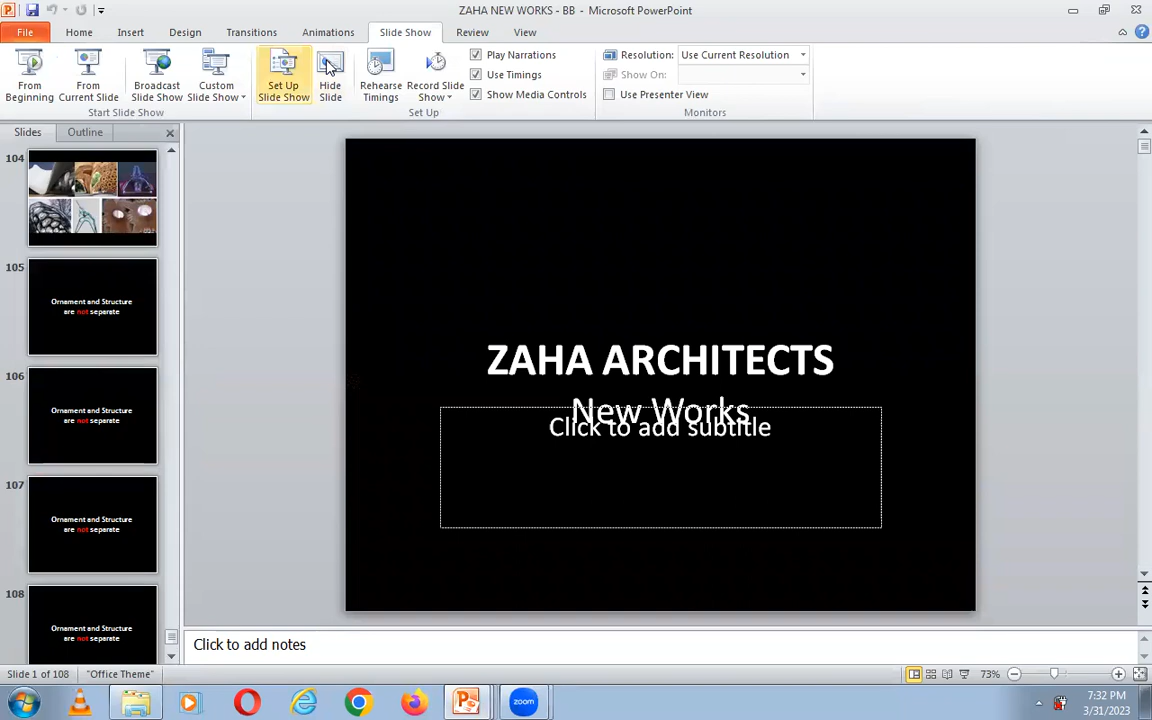 ZAHA NEW WORKS - BB - Microsoft PowerPoint
File Home Insert Design Transitions Animations Slide Show Review View
From Beginning
From Current Slide
Broadcast Slide Show
Custom Slide Show
Set Up Slide Show
Hide Slide
Rehearse Timings
Record Slide Show
Play Narrations
Use Timings
Show Media Controls
Resolution: Use Current Resolution
Show On:
Use Presenter View
Start Slide Show Set Up Monitors
Slides Outline
104
105
Ornament and Structure
are not separate
106
Ornament and Structure
are not separate
107
Ornament and Structure
are not separate
108
Ornament and Structure
are not separate
ZAHA ARCHITECTS
New Works
Click to add subtitle
Click to add notes
Slide 1 of 108 "Office Theme" 73%
zoom
7:32 PM
3/31/2023